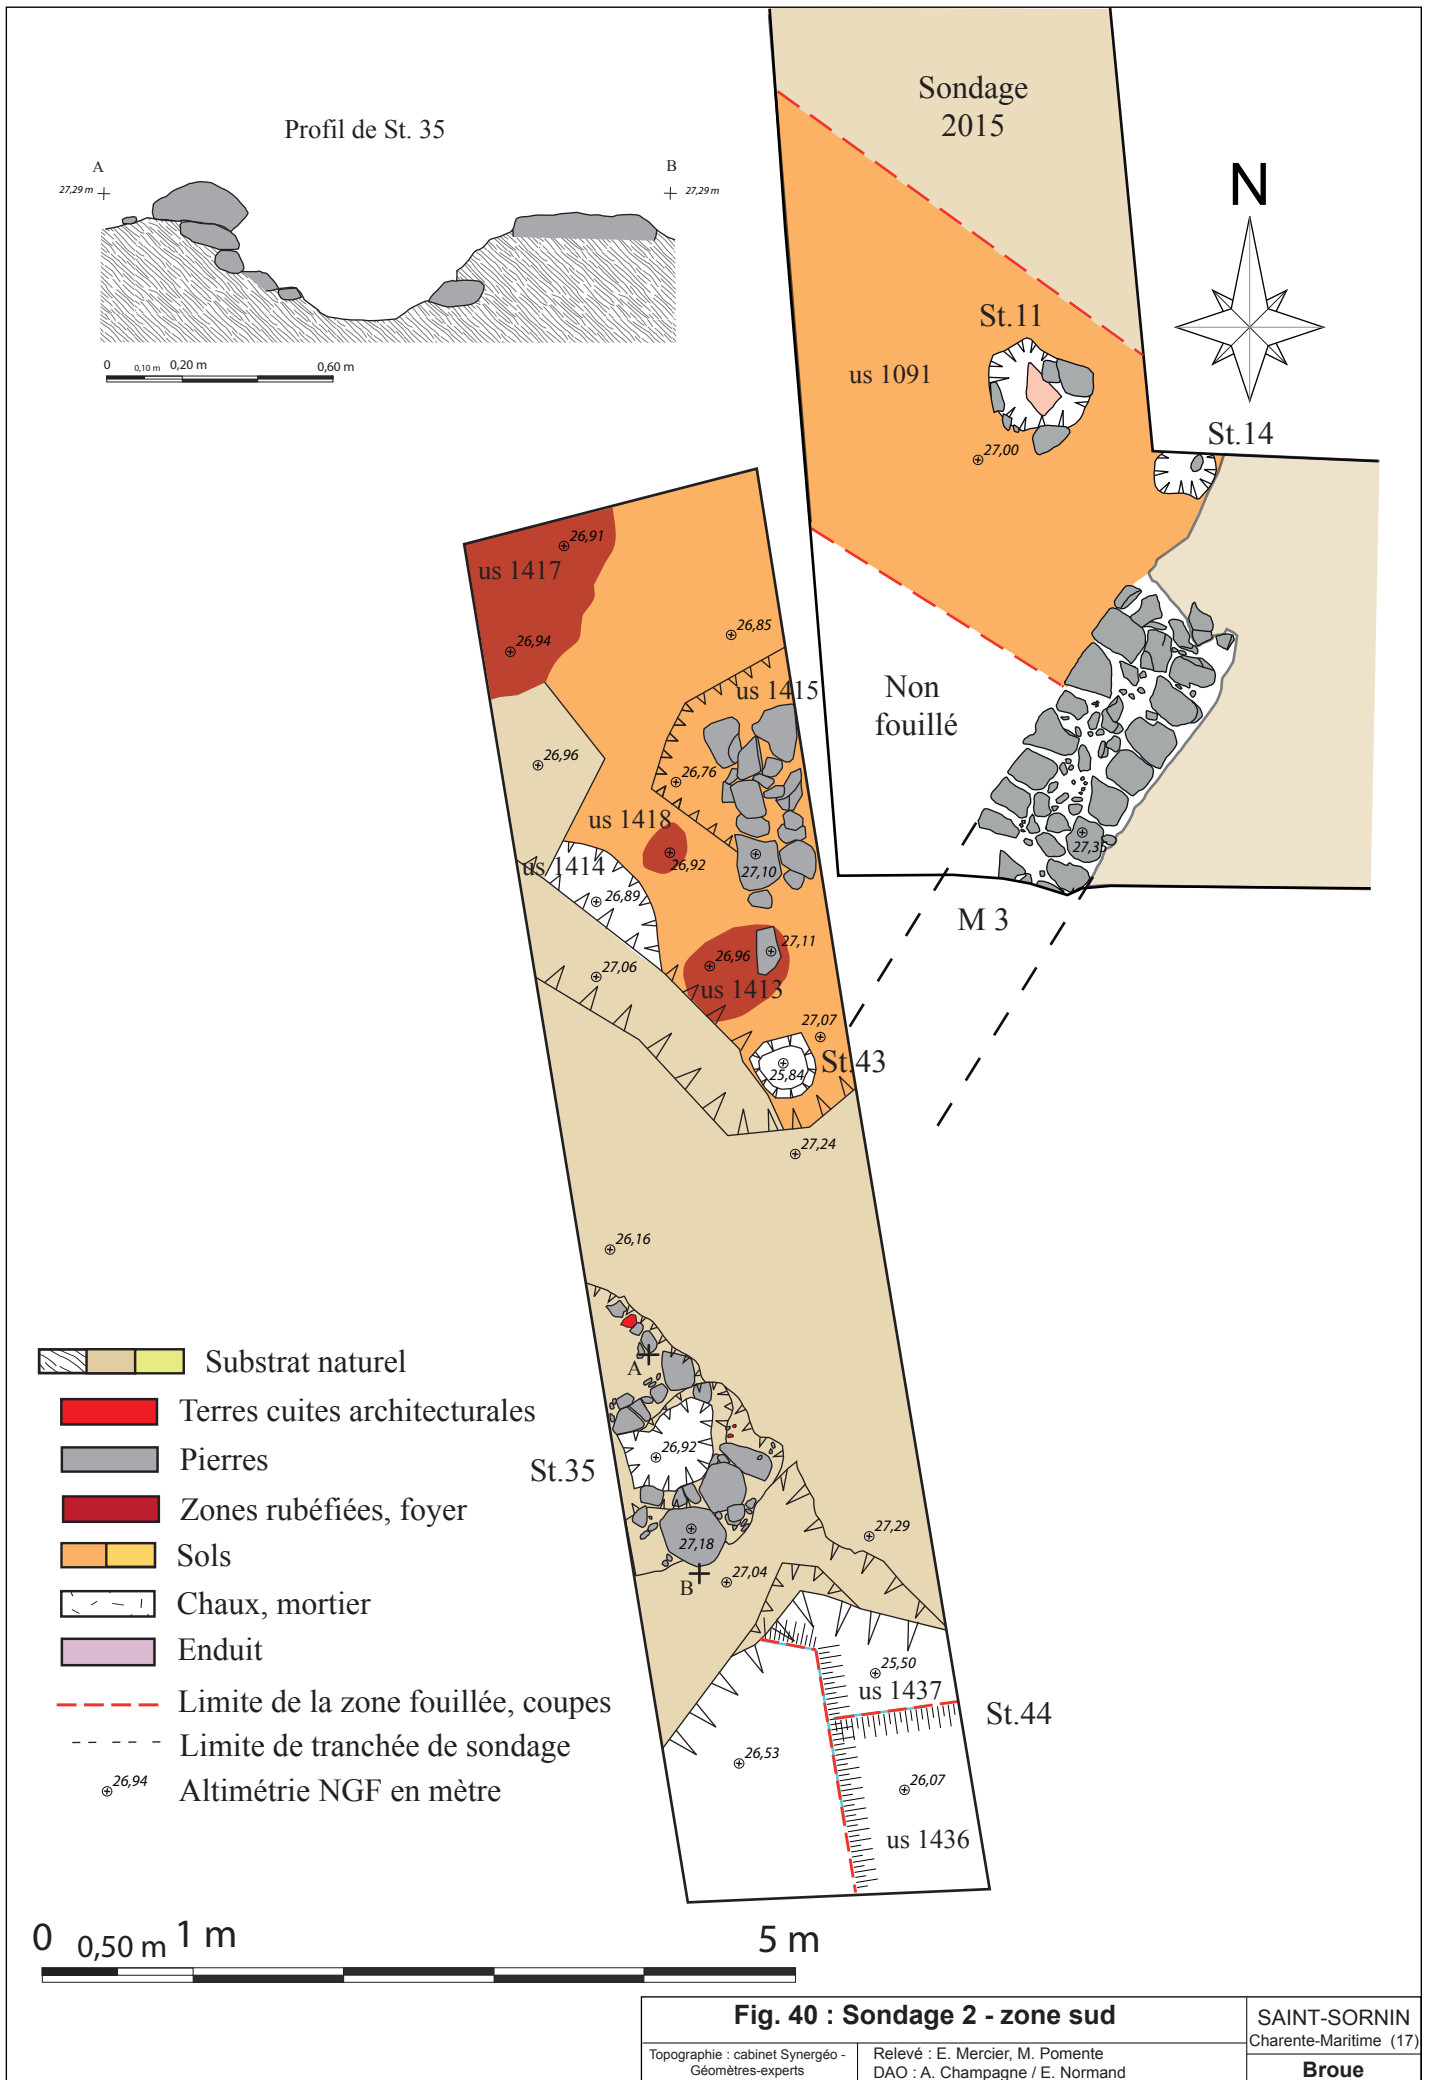 Profil de St. 35
A
B
27,29 m
27,29 m
0 0,10 m 0,20 m 0,60 m
Sondage
2015
N
St.11
us 1091
27,00
St.14
26,91
us 1417
26,94
26,85
us 1415
Non
fouillé
26,96
26,76
us 1418
26,92
27,10
27,35
us 1414
26,89
M 3
27,11
26,96
27,06
us 1413
27,07
St.43
25,84
27,24
26,16
A
26,92
St.35
27,29
27,18
27,04
B
25,50
us 1437
St.44
26,53
26,07
us 1436
Substrat naturel
Terres cuites architecturales
Pierres
Zones rubéfiées, foyer
Sols
Chaux, mortier
Enduit
Limite de la zone fouillée, coupes
Limite de tranchée de sondage
26,94 Altimétrie NGF en mètre
0 0,50 m 1 m 5 m
Fig. 40 : Sondage 2 - zone sud
Topographie : cabinet Synergéo -
Géomètres-experts
Relevé : E. Mercier, M. Pomente
DAO : A. Champagne / E. Normand
SAINT-SORNIN
Charente-Maritime (17)
Broue